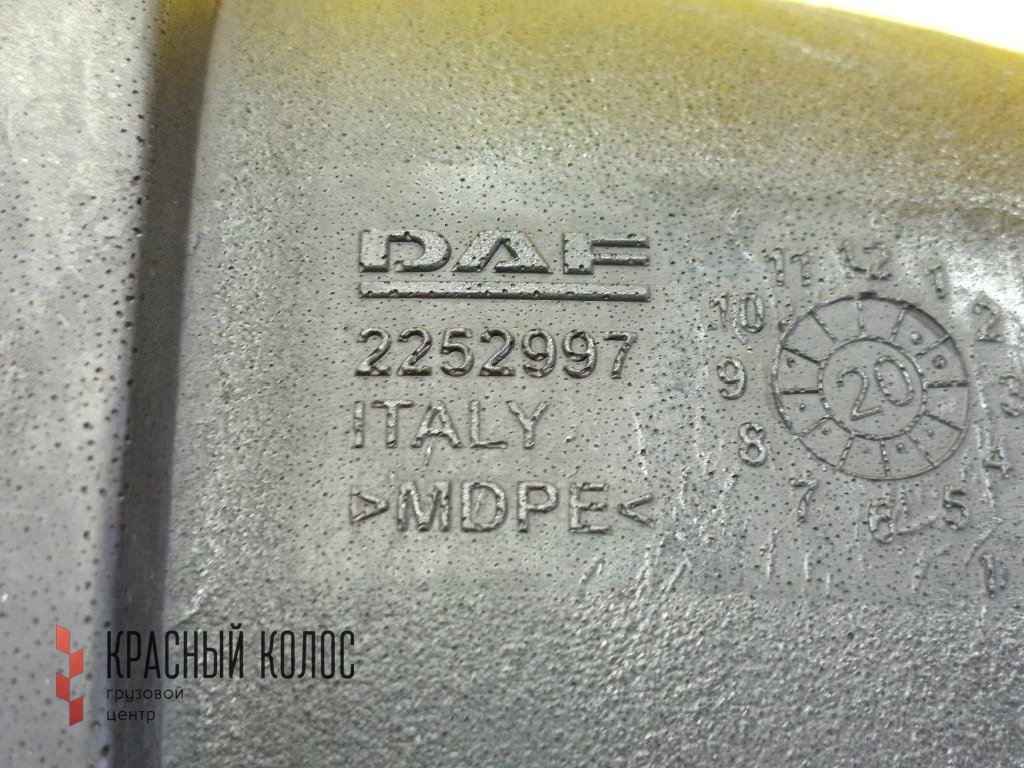 DAF
2252997
ITALY
>MDPE<
11 12 1
10 2
9 20 3
8 4
7 6 5
КРАСНЫЙ КОЛОС
грузовой
центр